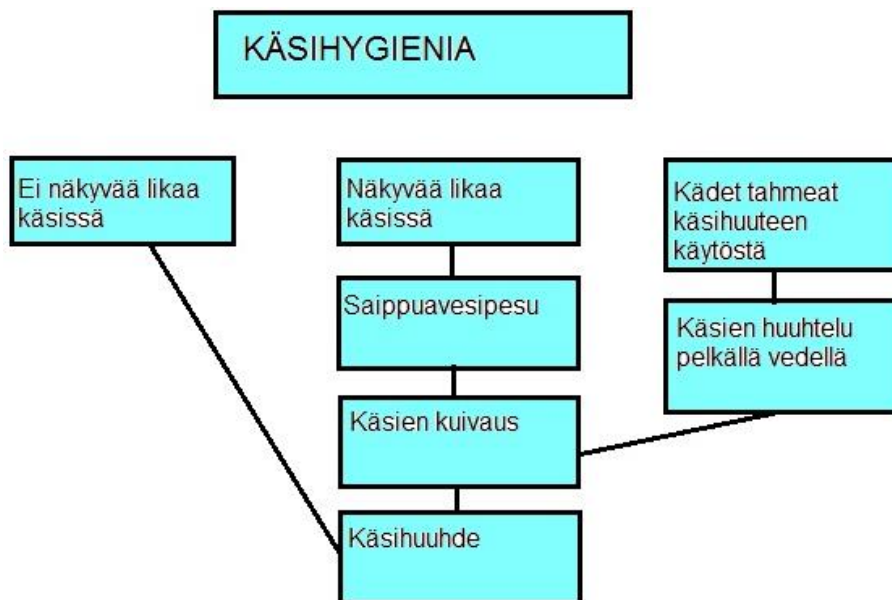 KÄSIHYGIENIA
Ei näkyvää likaa
käsissä
Näkyvää likaa
käsissä
Kädet tahmeat
käsihuuteen
käytöstä
Saippuavesipesu
Käsien huuhtelu
pelkällä vedellä
Käsien kuivaus
Käsihuuhde